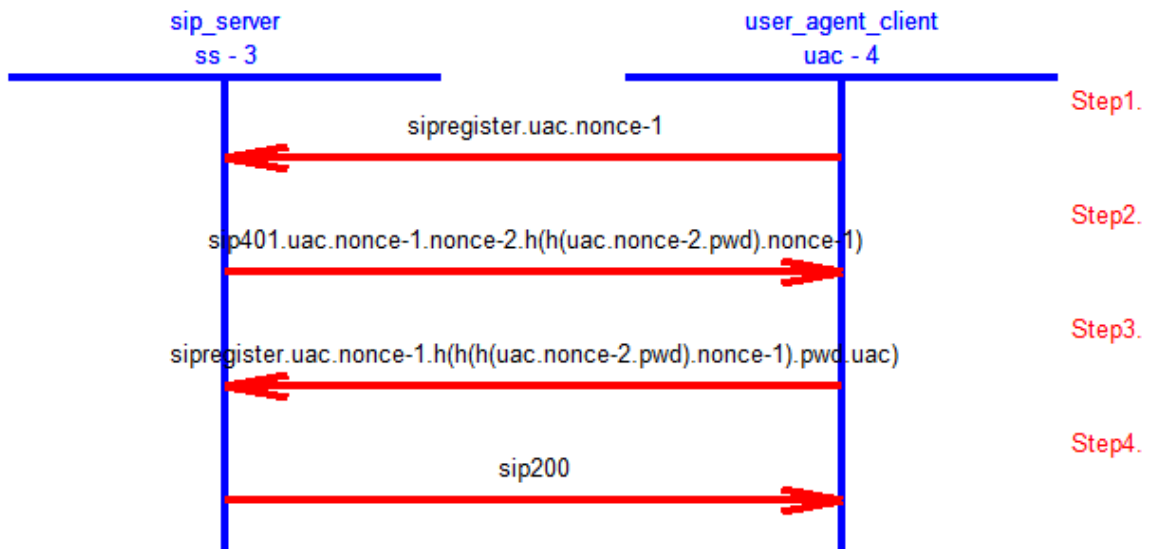 sip_server
ss - 3
user_agent_client
uac - 4
Step1.
sipregister.uac.nonce-1
Step2.
sip401.uac.nonce-1.nonce-2.h(h(uac.nonce-2.pwd).nonce-1)
Step3.
sipregister.uac.nonce-1.h(h(h(uac.nonce-2.pwd).nonce-1).pwd.uac)
Step4.
sip200